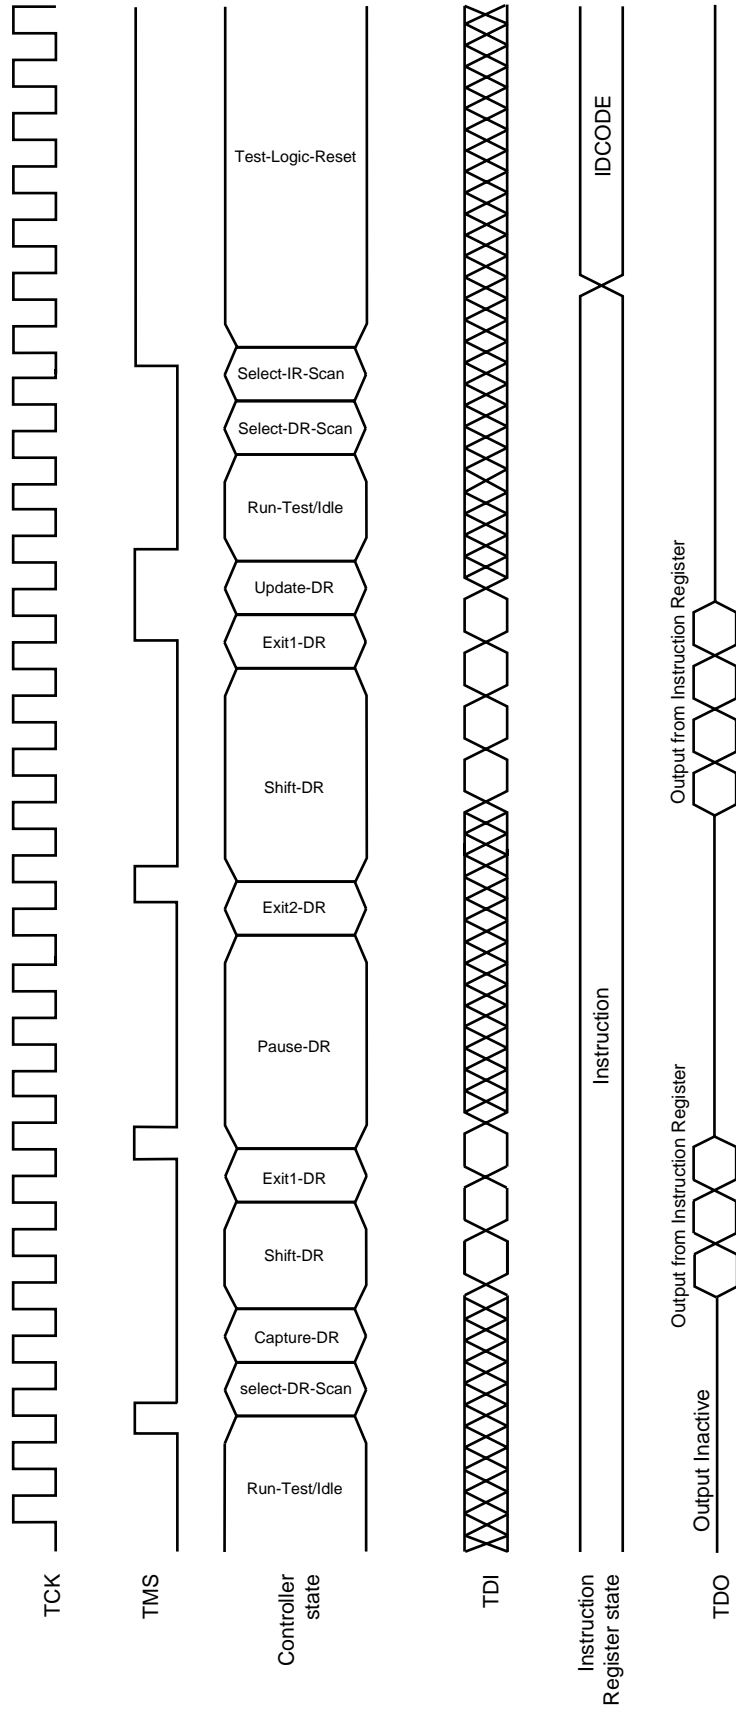 TCK
TMS
Controller
state
Run-Test/Idle
select-DR-Scan
Capture-DR
Shift-DR
Exit1-DR
Pause-DR
Exit2-DR
Shift-DR
Exit1-DR
Update-DR
Run-Test/Idle
Select-DR-Scan
Select-IR-Scan
Test-Logic-Reset
TDI
Instruction
Register state
Instruction
IDCODE
TDO
Output Inactive
Output from Instruction Register
Output from Instruction Register